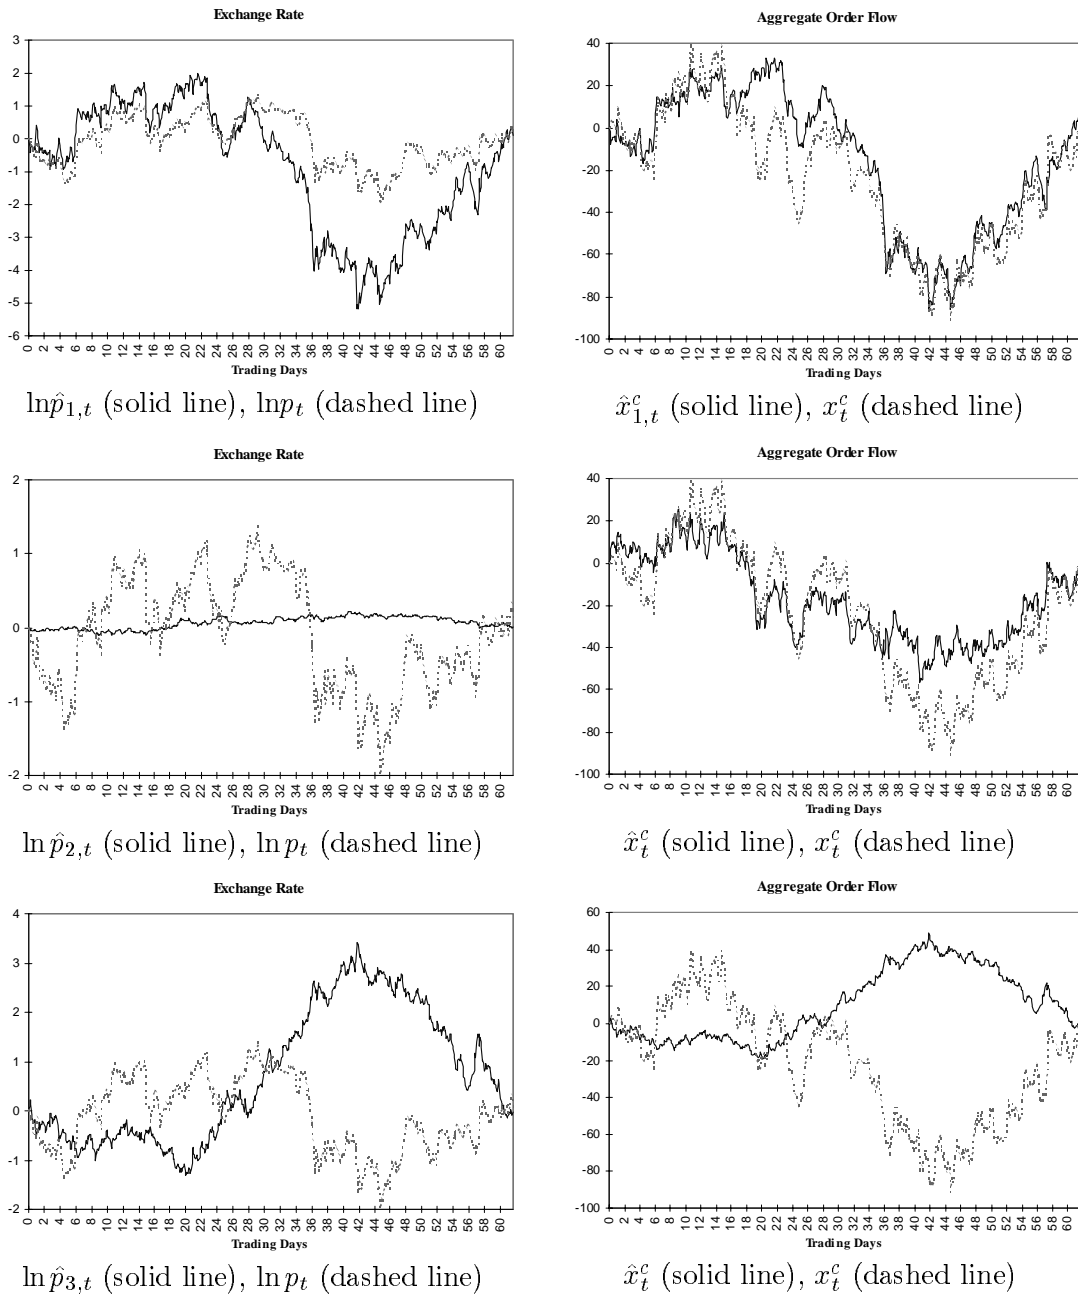 Exchange Rate
3
2
1
0
-1
-2
-3
-4
-5
-6
0 2 4 6 8 10 12 14 16 18 20 22 24 26 28 30 32 34 36 38 40 42 44 46 48 50 52 54 56 58 60
Trading Days
ln p̂₁,ₜ (solid line), lnpₜ (dashed line)
Aggregate Order Flow
40
20
0
-20
-40
-60
-80
-100
0 2 4 6 8 10 12 14 16 18 20 22 24 26 28 30 32 34 36 38 40 42 44 46 48 50 52 54 56 58 60
Trading Days
x̂ᶜ₁,ₜ (solid line), xᶜₜ (dashed line)
Exchange Rate
2
1
0
-1
-2
0 2 4 6 8 10 12 14 16 18 20 22 24 26 28 30 32 34 36 38 40 42 44 46 48 50 52 54 56 58 60
Trading Days
ln p̂₂,ₜ (solid line), ln pₜ (dashed line)
Aggregate Order Flow
40
20
0
-20
-40
-60
-80
-100
0 2 4 6 8 10 12 14 16 18 20 22 24 26 28 30 32 34 36 38 40 42 44 46 48 50 52 54 56 58 60
Trading Days
x̂ᶜₜ (solid line), xᶜₜ (dashed line)
Exchange Rate
4
3
2
1
0
-1
-2
0 2 4 6 8 10 12 14 16 18 20 22 24 26 28 30 32 34 36 38 40 42 44 46 48 50 52 54 56 58 60
Trading Days
ln p̂₃,ₜ (solid line), ln pₜ (dashed line)
Aggregate Order Flow
60
40
20
0
-20
-40
-60
-80
-100
0 2 4 6 8 10 12 14 16 18 20 22 24 26 28 30 32 34 36 38 40 42 44 46 48 50 52 54 56 58 60
Trading Days
x̂ᶜₜ (solid line), xᶜₜ (dashed line)